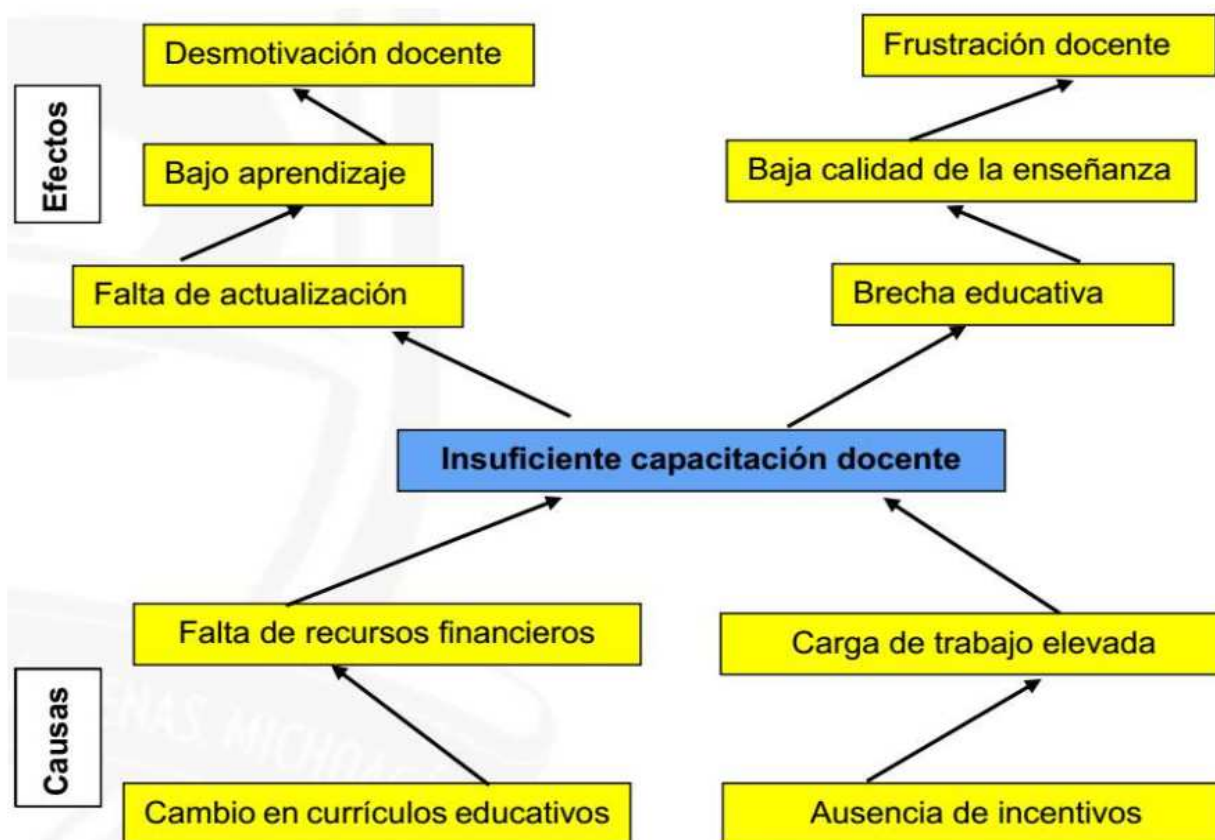 Desmotivación docente
Frustración docente
Efectos
Bajo aprendizaje
Baja calidad de la enseñanza
Falta de actualización
Brecha educativa
Insuficiente capacitación docente
Falta de recursos financieros
Carga de trabajo elevada
Causas
Cambio en currículos educativos
Ausencia de incentivos